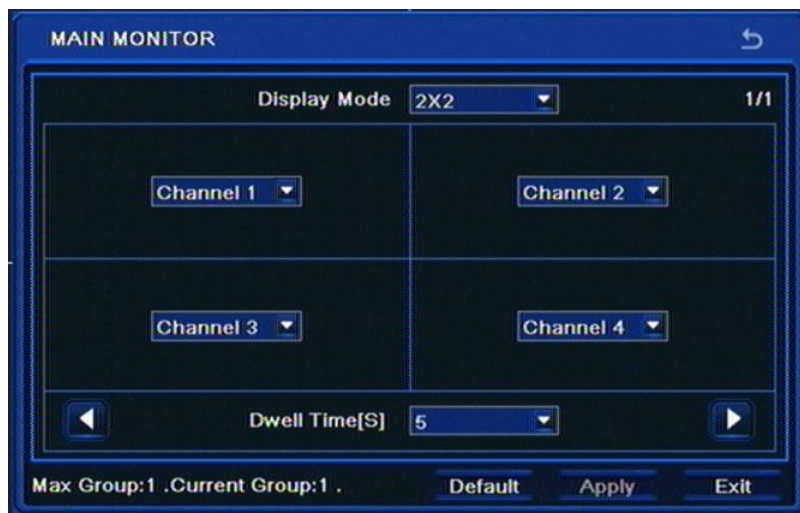 MAIN MONITOR
Display Mode 2X2 1/1
Channel 1 Channel 2
Channel 3 Channel 4
Dwell Time[S] 5
Max Group:1 .Current Group:1 . Default Apply Exit